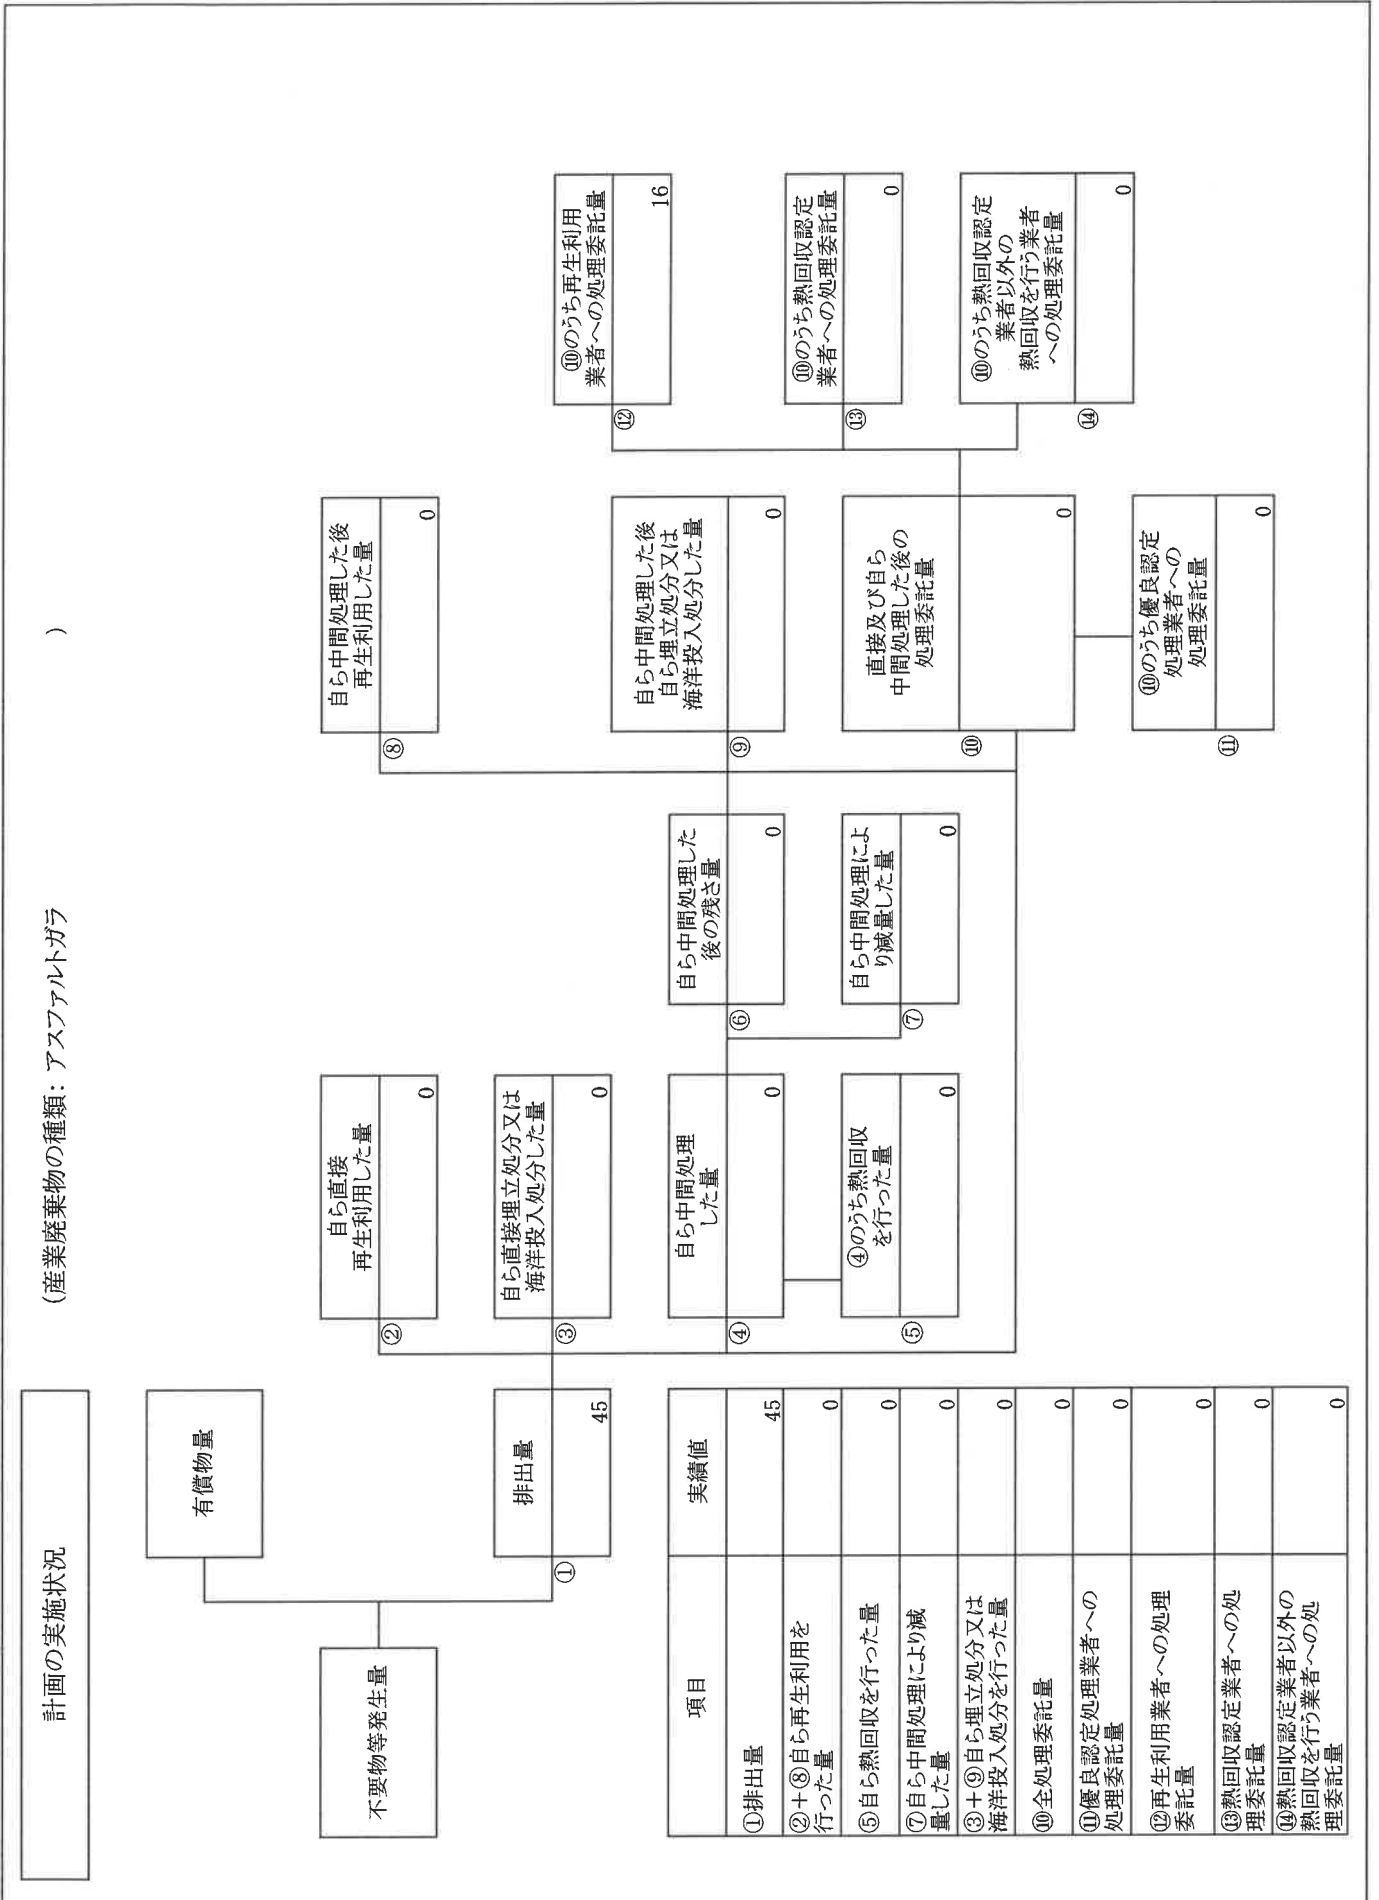 計画の実施状況
(産業廃棄物の種類：アスファルトガラ
)
不要物等発生量
有償物量
①
排出量
45
②
自ら直接
再生利用した量
0
③
自ら直接埋立処分又は
海洋投入処分した量
0
④
自ら中間処理
した量
0
⑤
④のうち熱回収
を行った量
0
⑥
自ら中間処理した
後の残さ量
0
⑦
自ら中間処理によ
り減量した量
0
⑧
自ら中間処理した後
再生利用した量
0
⑨
自ら中間処理した後
自ら埋立処分又は
海洋投入処分した量
0
⑩
直接及び自ら
中間処理した後の
処理委託量
0
⑪
⑩のうち優良認定
処理業者への
処理委託量
0
⑫
⑩のうち再生利用
業者への処理委託量
16
⑬
⑩のうち熱回収認定
業者への処理委託量
0
⑭
⑩のうち熱回収認定
業者以外の
熱回収を行う業者
への処理委託量
0
項目 実績値
①排出量 45
②＋⑧自ら再生利用を
行った量 0
⑤自ら熱回収を行った量 0
⑦自ら中間処理により減
量した量 0
③＋⑨自ら埋立処分又は
海洋投入処分を行った量 0
⑩全処理委託量 0
⑪優良認定処理業者への
処理委託量 0
⑫再生利用業者への処理
委託量 0
⑬熱回収認定業者への処
理委託量 0
⑭熱回収認定業者以外の
熱回収を行う業者への処
理委託量 0